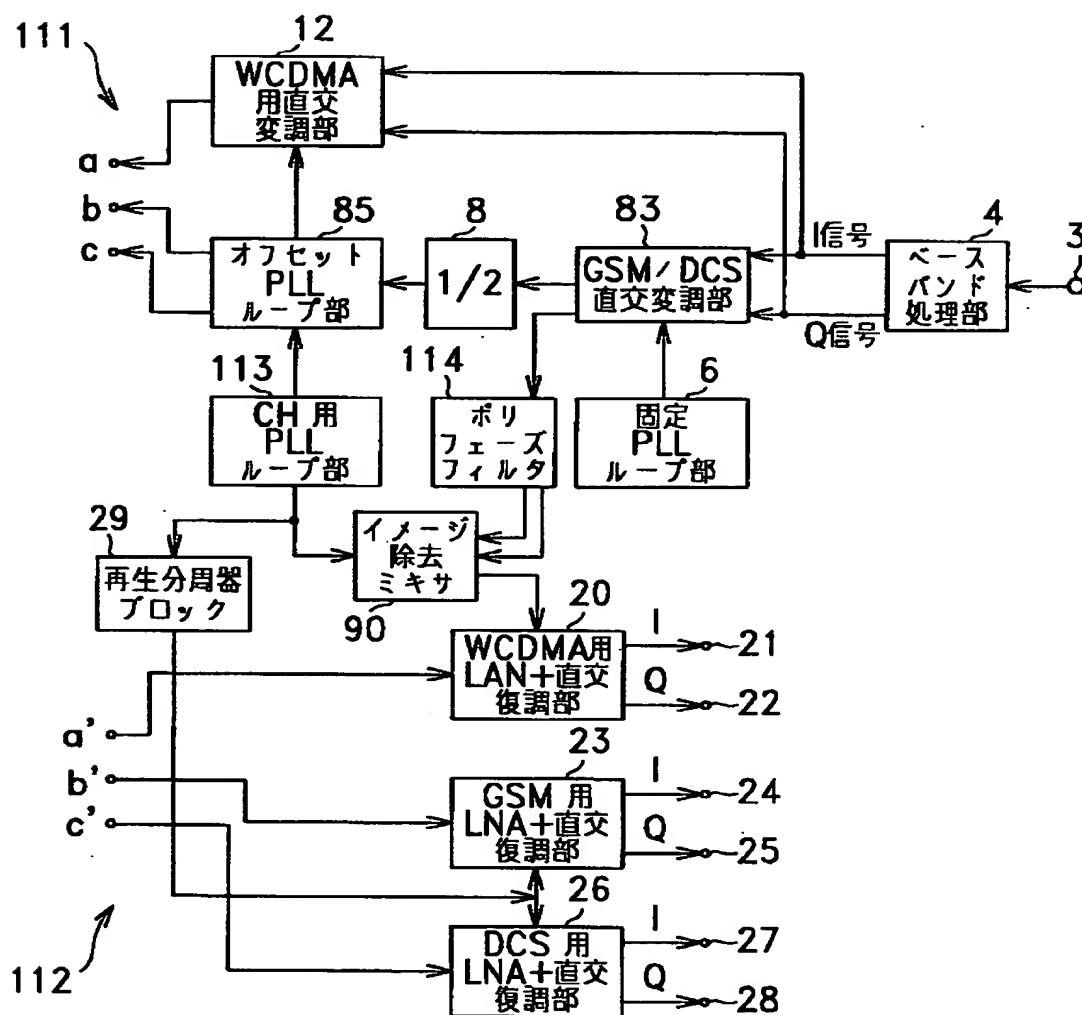 111
12
WCDMA
用直交
変調部
a
b
c
85
オフセット
PLL
ループ部
8
1/2
83
GSM/DCS
直交変調部
I信号
Q信号
4
ベース
バンド
処理部
3
113
CH用
PLL
ループ部
114
ポリ
フェーズ
フィルタ
6
固定
PLL
ループ部
29
再生分周器
ブロック
イメージ
除去
ミキサ
90
20
WCDMA用
LAN+直交
復調部
I
21
Q
22
a'
b'
c'
23
GSM用
LNA+直交
復調部
I
24
Q
25
26
DCS用
LNA+直交
復調部
I
27
Q
28
112